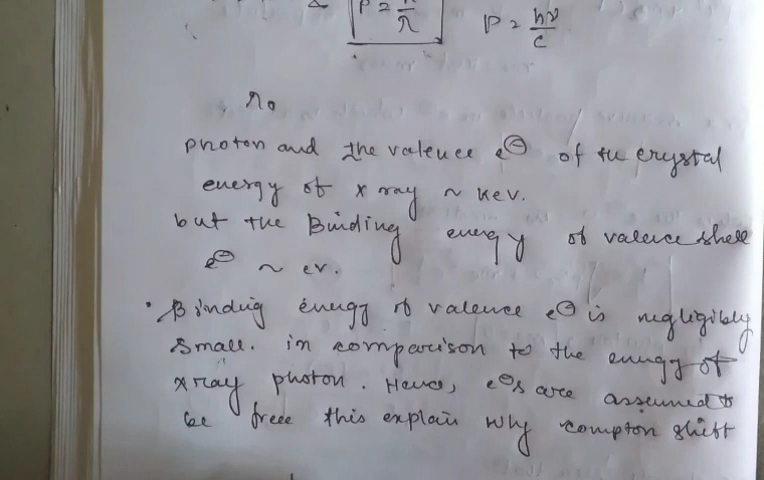 P = h/λ P = hν/c
λ₀
photon and the valence e⊖ of the crystal
energy of x ray ~ kev.
but the Binding energy of valence shell
e⊖ ~ ev.
• Binding energy of valence e⊖ is negligibly
small. in comparison to the energy of
x ray photon. Hence, e⊖s are assumed to
be free this explain why compton shift